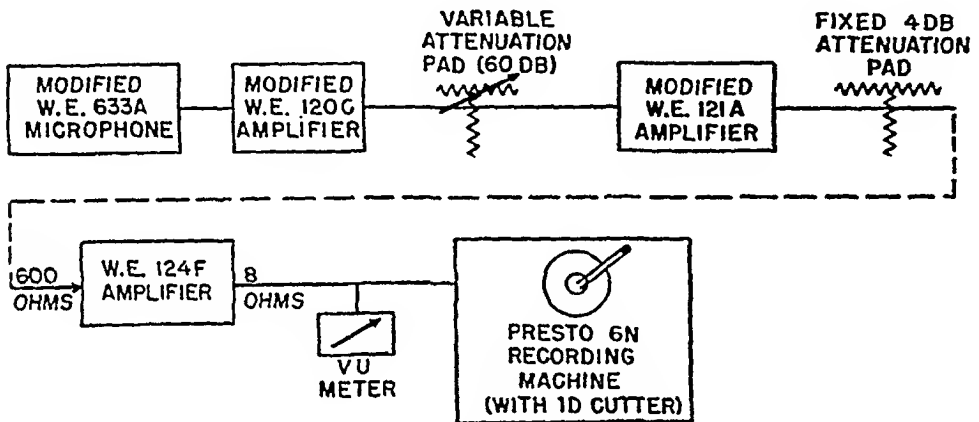 VARIABLE
ATTENUATION
PAD (60 DB)
FIXED 4DB
ATTENUATION
PAD
MODIFIED
W.E. 633A
MICROPHONE
MODIFIED
W.E. 120G
AMPLIFIER
MODIFIED
W.E. 121A
AMPLIFIER
600
OHMS
W.E. 124F
AMPLIFIER
8
OHMS
VU
METER
PRESTO 6N
RECORDING
MACHINE
(WITH 1D CUTTER)